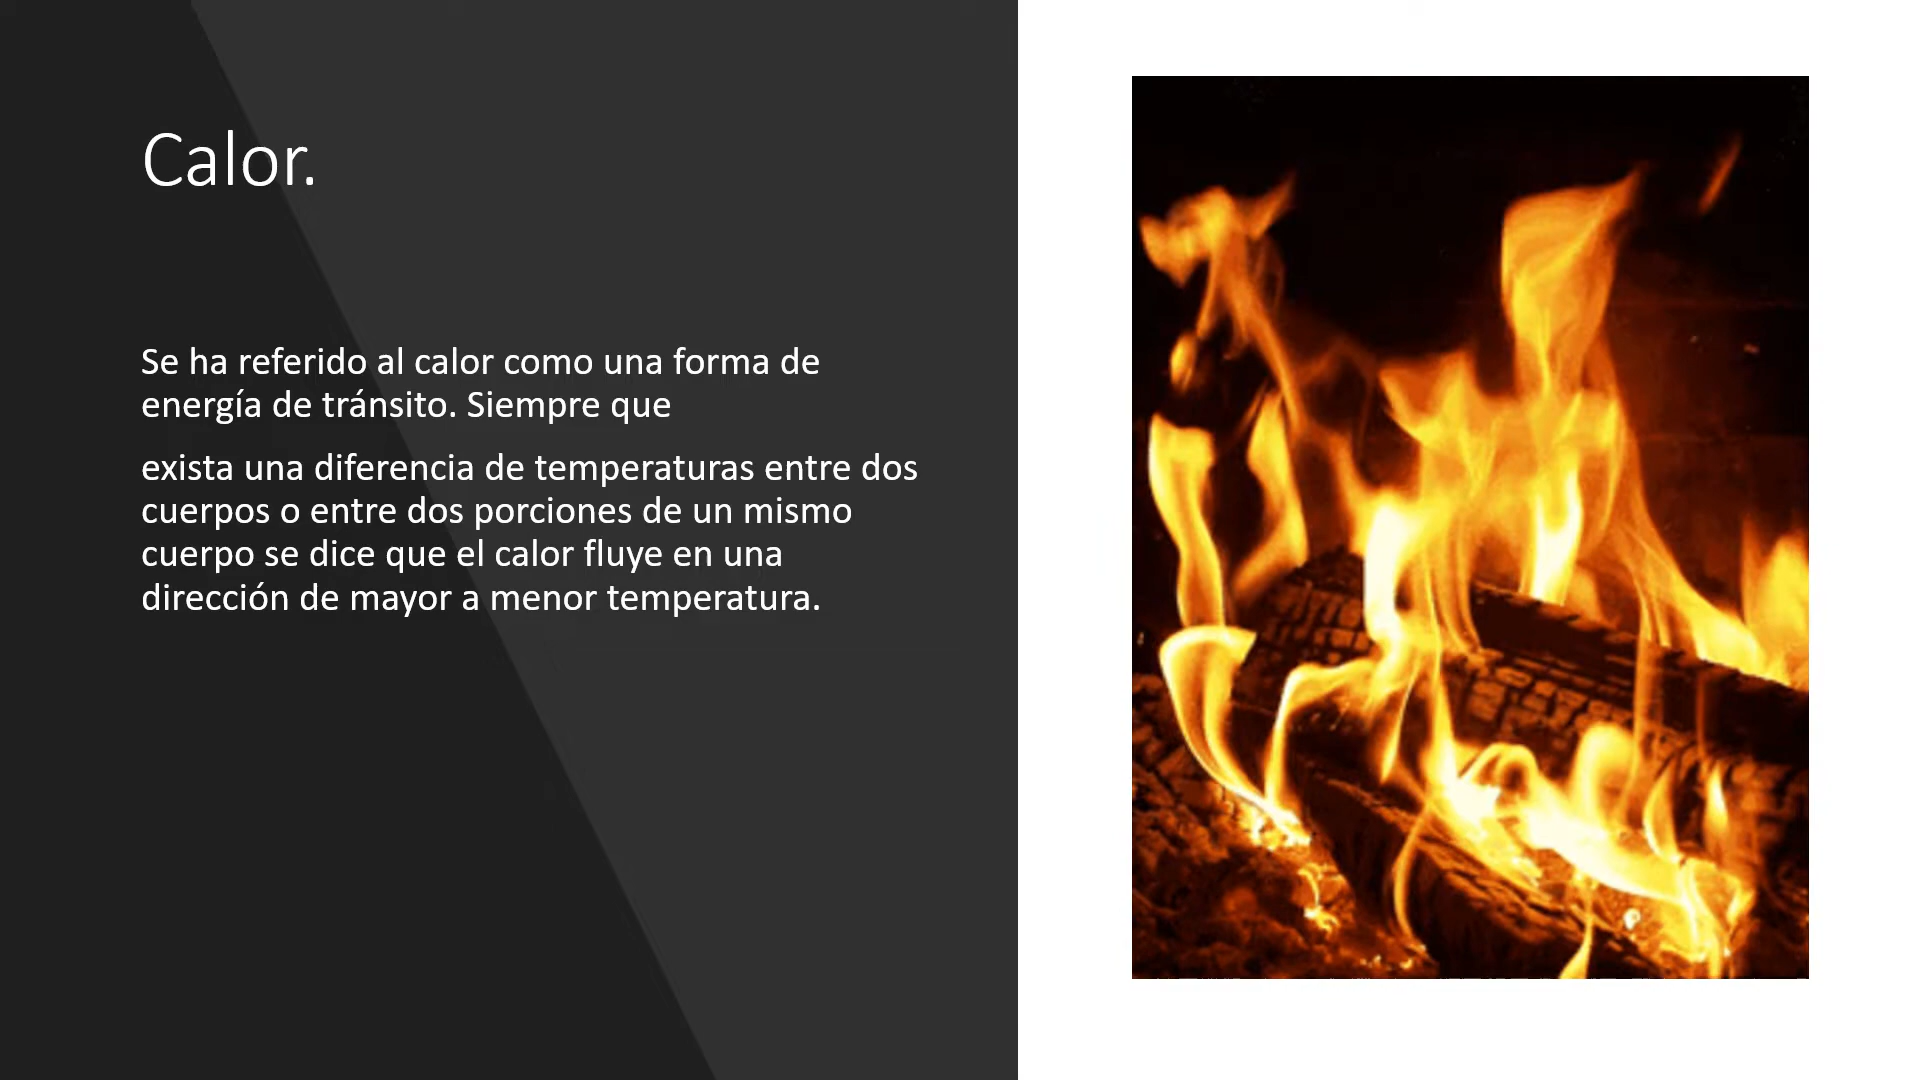 Calor.
Se ha referido al calor como una forma de
energía de tránsito. Siempre que
exista una diferencia de temperaturas entre dos
cuerpos o entre dos porciones de un mismo
cuerpo se dice que el calor fluye en una
dirección de mayor a menor temperatura.